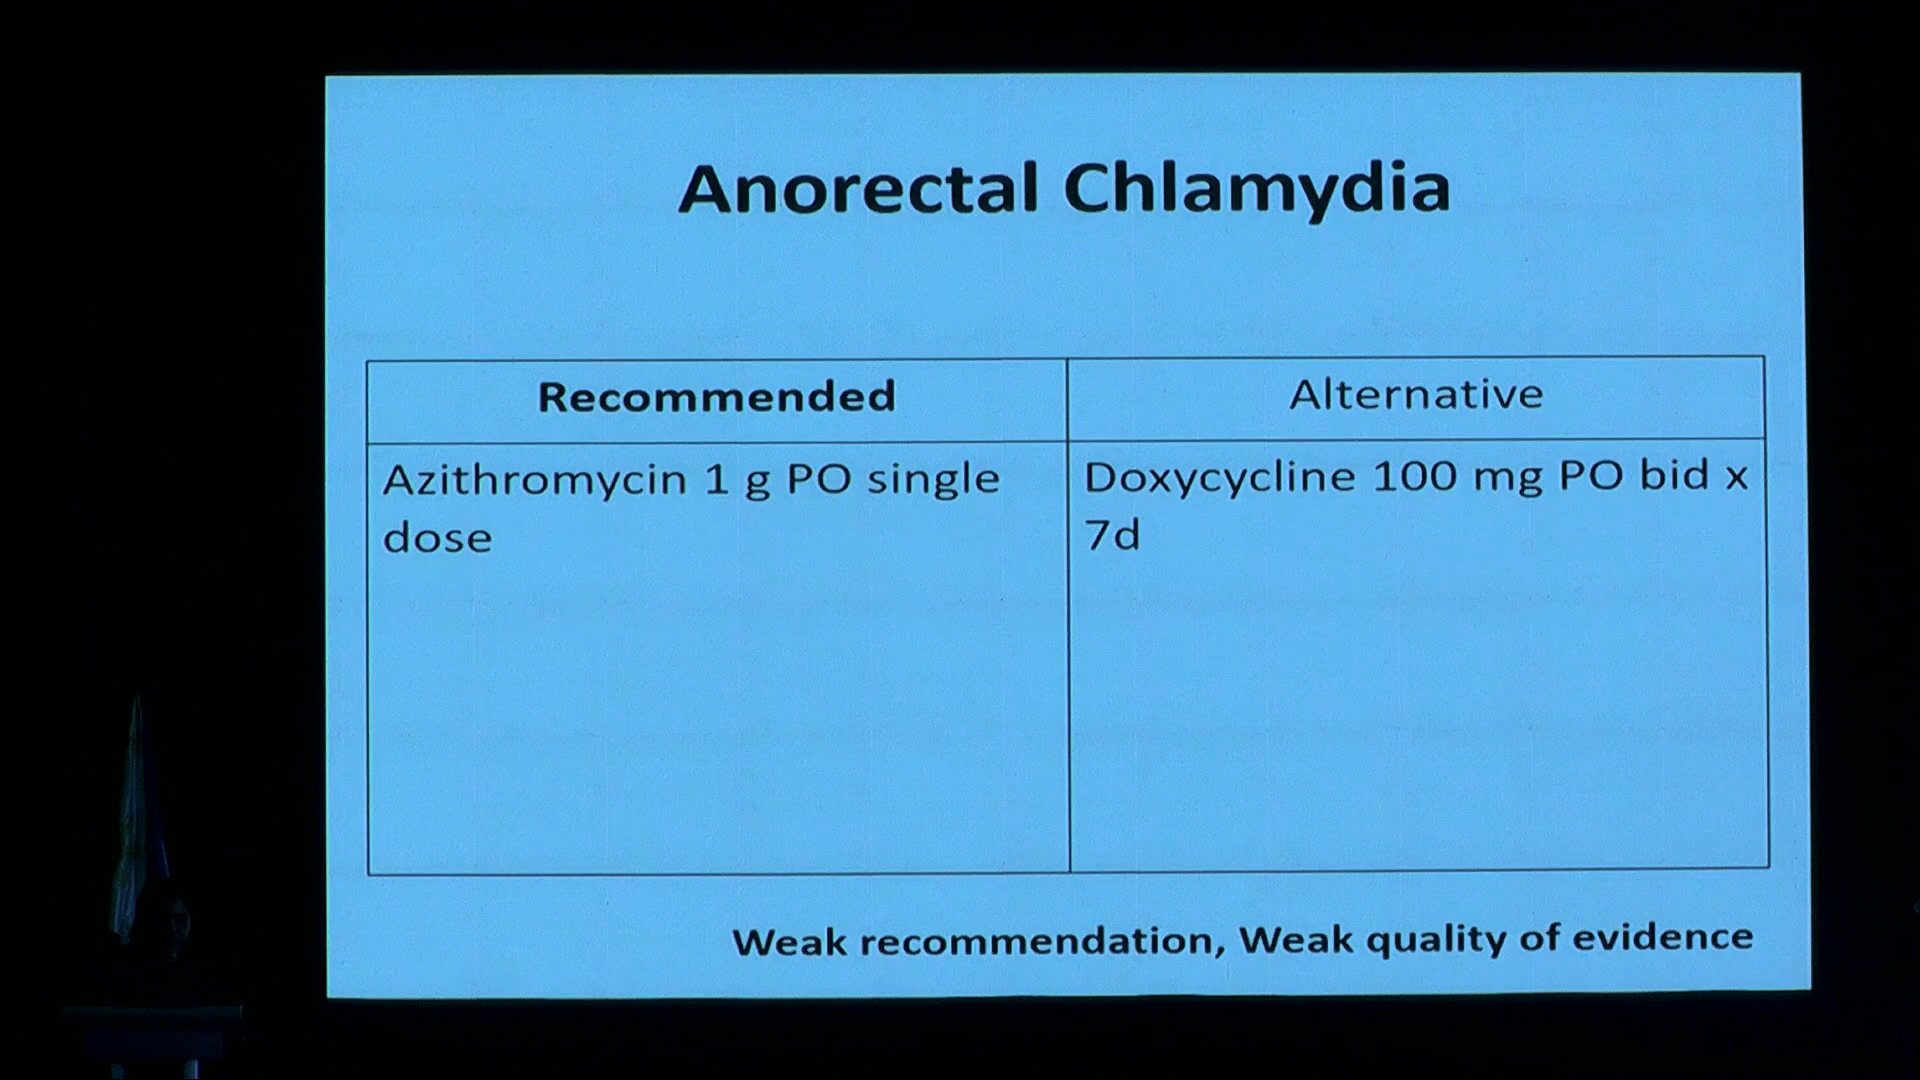 Anorectal Chlamydia
Recommended
Alternative
Azithromycin 1 g PO single
dose
Doxycycline 100 mg PO bid x
7d
Weak recommendation, Weak quality of evidence